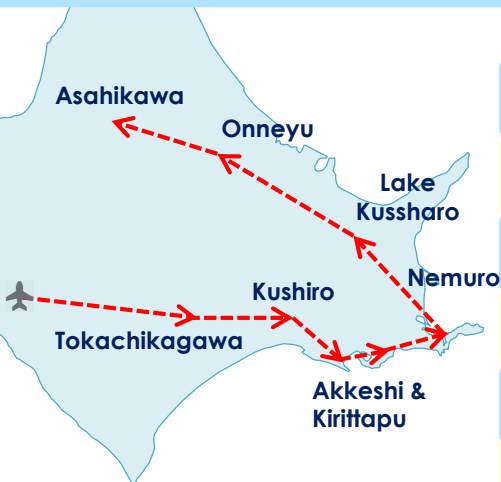 Asahikawa
Onneyu
Lake
Kussharo
Nemuro
Kushiro
Tokachikagawa
Akkeshi &
Kirittapu